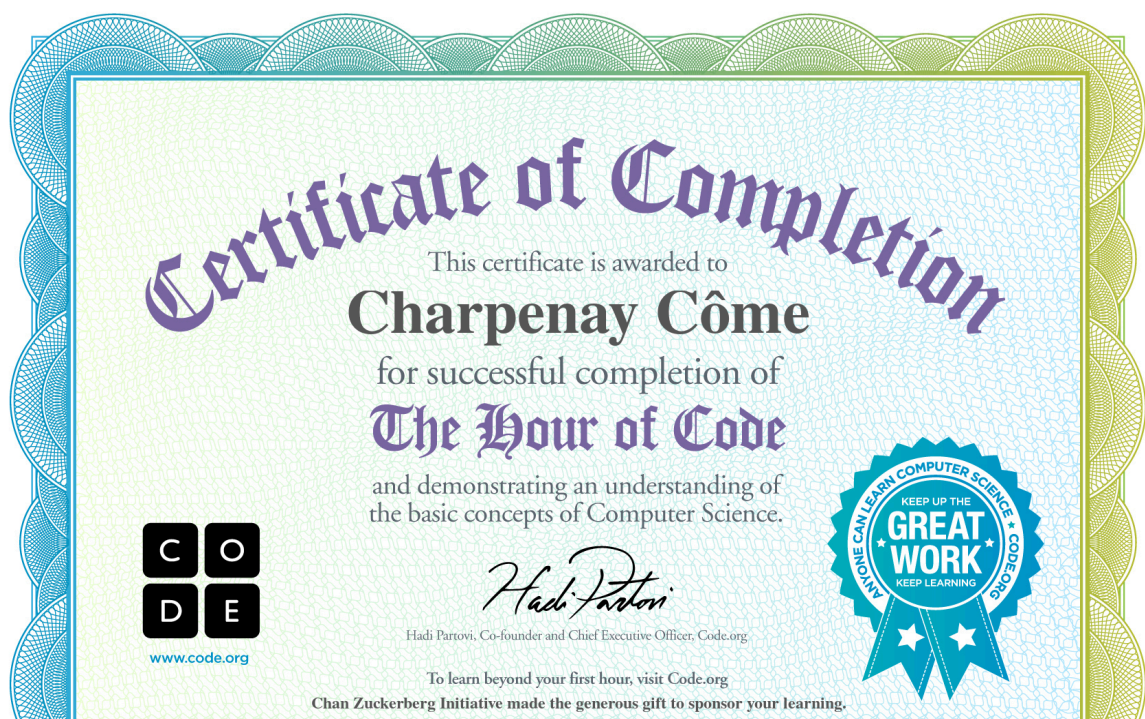 Certificate of Completion
This certificate is awarded to
Charpenay Côme
for successful completion of
The Hour of Code
and demonstrating an understanding of
the basic concepts of Computer Science.
C O
D E
www.code.org
Hadi Partovi
Hadi Partovi, Co-founder and Chief Executive Officer, Code.org
ANYONE CAN LEARN COMPUTER SCIENCE * CODE.ORG
KEEP UP THE
GREAT
WORK
KEEP LEARNING
To learn beyond your first hour, visit Code.org
Chan Zuckerberg Initiative made the generous gift to sponsor your learning.